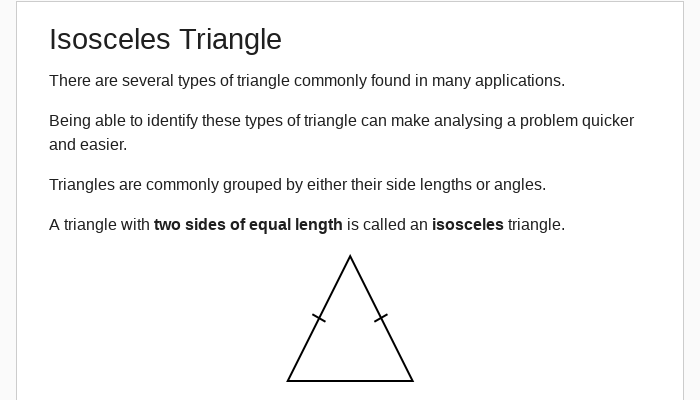 Isosceles Triangle
There are several types of triangle commonly found in many applications.
Being able to identify these types of triangle can make analysing a problem quicker
and easier.
Triangles are commonly grouped by either their side lengths or angles.
A triangle with two sides of equal length is called an isosceles triangle.